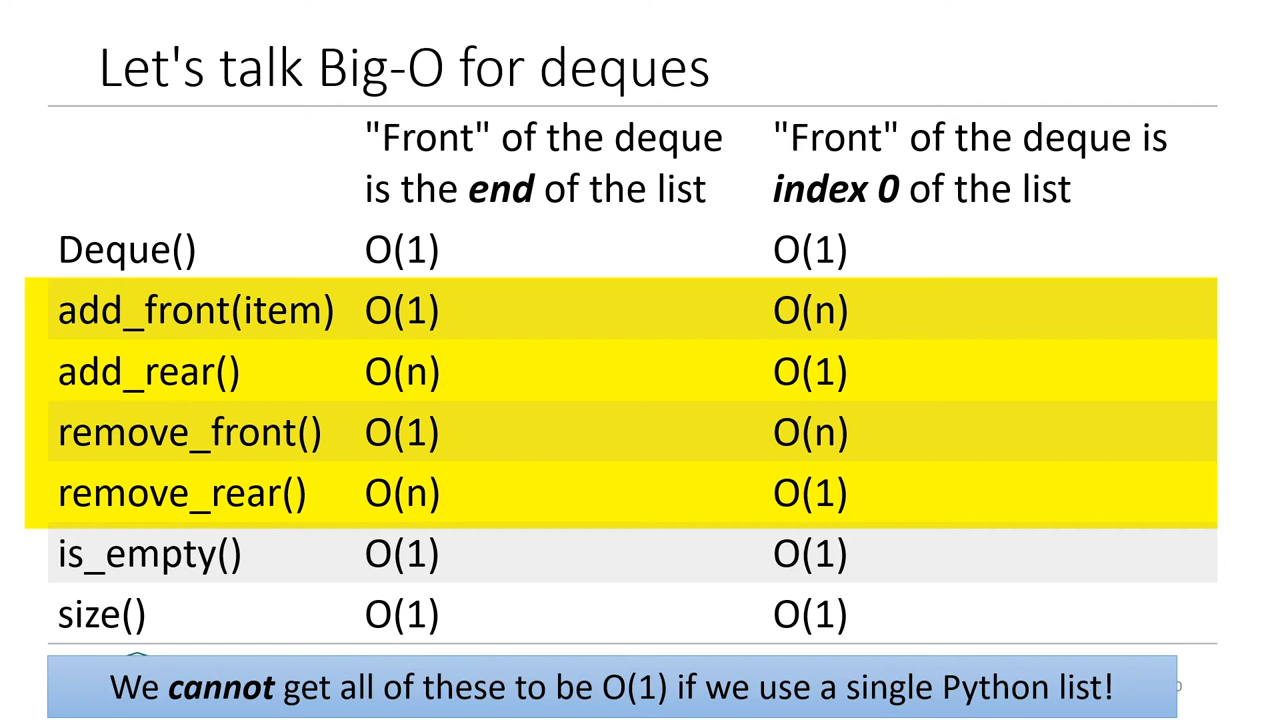 Let's talk Big-O for deques
"Front" of the deque is the end of the list
"Front" of the deque is index 0 of the list
Deque() O(1) O(1)
add_front(item) O(1) O(n)
add_rear() O(n) O(1)
remove_front() O(1) O(n)
remove_rear() O(n) O(1)
is_empty() O(1) O(1)
size() O(1) O(1)
We cannot get all of these to be O(1) if we use a single Python list!